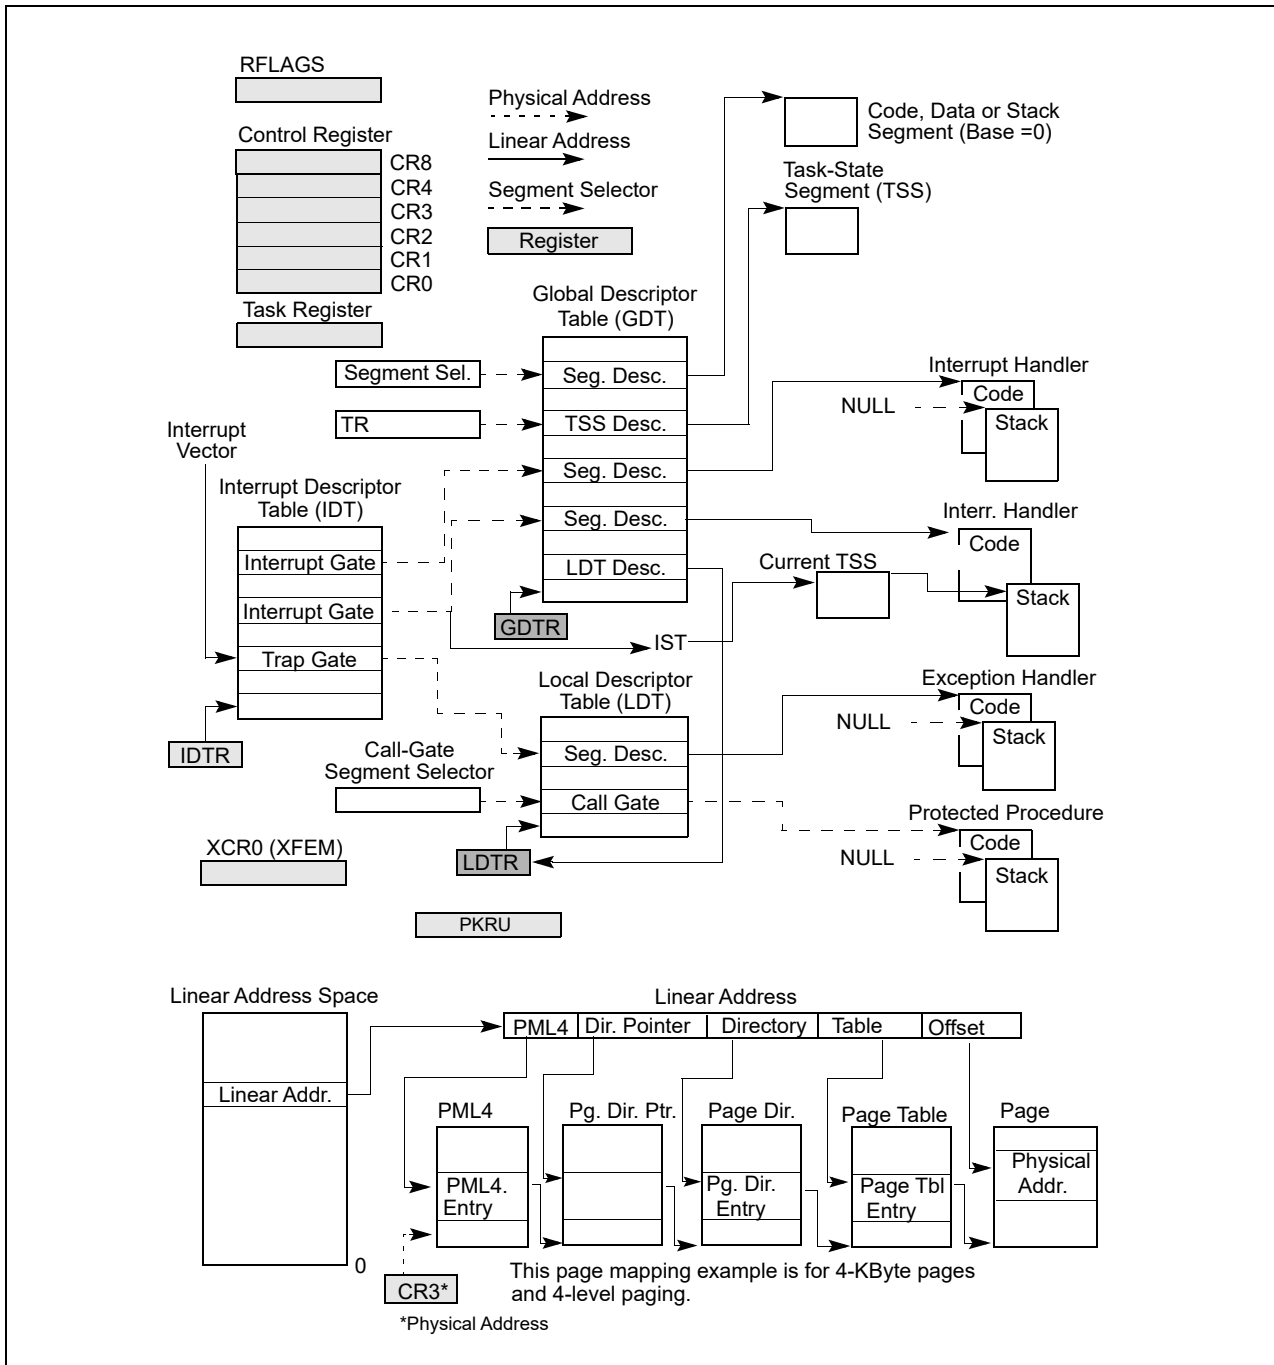 RFLAGS
Control Register
CR8
CR4
CR3
CR2
CR1
CR0
Task Register
Physical Address
Linear Address
Segment Selector
Register
Code, Data or Stack
Segment (Base =0)
Task-State
Segment (TSS)
Global Descriptor
Table (GDT)
Segment Sel.
Seg. Desc.
TR
TSS Desc.
Seg. Desc.
Seg. Desc.
LDT Desc.
GDTR
Interrupt Handler
Code
NULL
Stack
Interrupt
Vector
Interrupt Descriptor
Table (IDT)
Interrupt Gate
Interrupt Gate
Trap Gate
IDTR
Interr. Handler
Code
Current TSS
Stack
IST
Local Descriptor
Table (LDT)
Seg. Desc.
Call-Gate
Segment Selector
Call Gate
LDTR
Exception Handler
Code
NULL
Stack
Protected Procedure
Code
NULL
Stack
XCR0 (XFEM)
PKRU
Linear Address Space
Linear Addr.
0
Linear Address
PML4 Dir. Pointer Directory Table Offset
PML4
Pg. Dir. Ptr.
Page Dir.
Page Table
Page
PML4.
Entry
Pg. Dir.
Entry
Page Tbl
Entry
Physical
Addr.
CR3*
*Physical Address
This page mapping example is for 4-KByte pages
and 4-level paging.